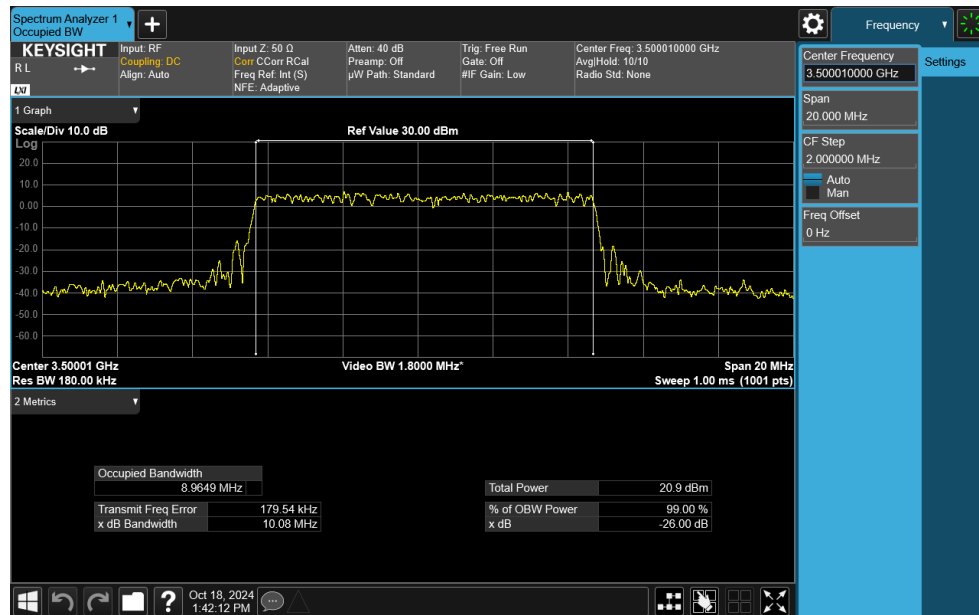 Spectrum Analyzer 1
Occupied BW
Frequency
KEYSIGHT
R L
LXI
Input: RF
Coupling: DC
Align: Auto
Input Z: 50 Ω
Corr CCorr RCal
Freq Ref: Int (S)
NFE: Adaptive
Atten: 40 dB
Preamp: Off
µW Path: Standard
Trig: Free Run
Gate: Off
#IF Gain: Low
Center Freq: 3.500010000 GHz
Avg|Hold: 10/10
Radio Std: None
Center Frequency
3.500010000 GHz
Settings
Span
20.000 MHz
CF Step
2.000000 MHz
Auto
Man
Freq Offset
0 Hz
1 Graph
Scale/Div 10.0 dB
Ref Value 30.00 dBm
Log
20.0
10.0
0.00
-10.0
-20.0
-30.0
-40.0
-50.0
-60.0
Center 3.50001 GHz
Video BW 1.8000 MHz*
Span 20 MHz
Res BW 180.00 kHz
Sweep 1.00 ms (1001 pts)
2 Metrics
Occupied Bandwidth
8.9649 MHz
Total Power 20.9 dBm
Transmit Freq Error 179.54 kHz
% of OBW Power 99.00 %
x dB Bandwidth 10.08 MHz
x dB -26.00 dB
?
Oct 18, 2024
1:42:12 PM